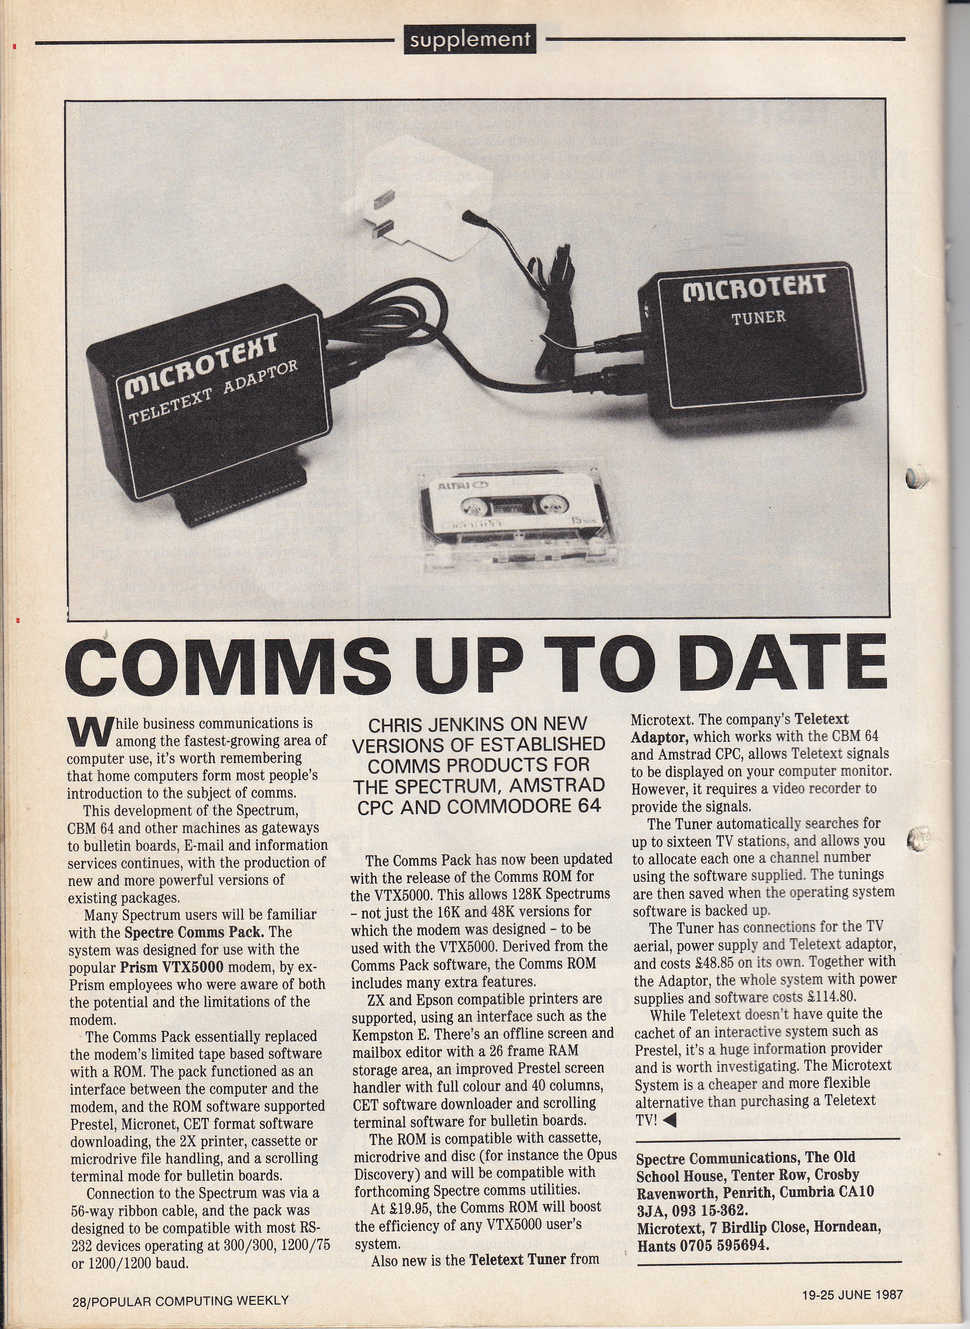 supplement
MICROTEXT
TELETEXT ADAPTOR
MICROTEXT
TUNER
ALTAI
15
COMMS UP TO DATE
While business communications is
among the fastest-growing area of
computer use, it's worth remembering
that home computers form most people's
introduction to the subject of comms.
This development of the Spectrum,
CBM 64 and other machines as gateways
to bulletin boards, E-mail and information
services continues, with the production of
new and more powerful versions of
existing packages.
Many Spectrum users will be familiar
with the Spectre Comms Pack. The
system was designed for use with the
popular Prism VTX5000 modem, by ex-
Prism employees who were aware of both
the potential and the limitations of the
modem.
The Comms Pack essentially replaced
the modem's limited tape based software
with a ROM. The pack functioned as an
interface between the computer and the
modem, and the ROM software supported
Prestel, Micronet, CET format software
downloading, the 2X printer, cassette or
microdrive file handling, and a scrolling
terminal mode for bulletin boards.
Connection to the Spectrum was via a
56-way ribbon cable, and the pack was
designed to be compatible with most RS-
232 devices operating at 300/300, 1200/75
or 1200/1200 baud.
CHRIS JENKINS ON NEW
VERSIONS OF ESTABLISHED
COMMS PRODUCTS FOR
THE SPECTRUM, AMSTRAD
CPC AND COMMODORE 64
The Comms Pack has now been updated
with the release of the Comms ROM for
the VTX5000. This allows 128K Spectrums
– not just the 16K and 48K versions for
which the modem was designed – to be
used with the VTX5000. Derived from the
Comms Pack software, the Comms ROM
includes many extra features.
ZX and Epson compatible printers are
supported, using an interface such as the
Kempston E. There's an offline screen and
mailbox editor with a 26 frame RAM
storage area, an improved Prestel screen
handler with full colour and 40 columns,
CET software downloader and scrolling
terminal software for bulletin boards.
The ROM is compatible with cassette,
microdrive and disc (for instance the Opus
Discovery) and will be compatible with
forthcoming Spectre comms utilities.
At £19.95, the Comms ROM will boost
the efficiency of any VTX5000 user's
system.
Also new is the Teletext Tuner from
Microtext. The company's Teletext
Adaptor, which works with the CBM 64
and Amstrad CPC, allows Teletext signals
to be displayed on your computer monitor.
However, it requires a video recorder to
provide the signals.
The Tuner automatically searches for
up to sixteen TV stations, and allows you
to allocate each one a channel number
using the software supplied. The tunings
are then saved when the operating system
software is backed up.
The Tuner has connections for the TV
aerial, power supply and Teletext adaptor,
and costs £48.85 on its own. Together with
the Adaptor, the whole system with power
supplies and software costs £114.80.
While Teletext doesn't have quite the
cachet of an interactive system such as
Prestel, it's a huge information provider
and is worth investigating. The Microtext
System is a cheaper and more flexible
alternative than purchasing a Teletext
TV! ◀
Spectre Communications, The Old
School House, Tenter Row, Crosby
Ravenworth, Penrith, Cumbria CA10
3JA, 093 15-362.
Microtext, 7 Birdlip Close, Horndean,
Hants 0705 595694.
28/POPULAR COMPUTING WEEKLY
19-25 JUNE 1987